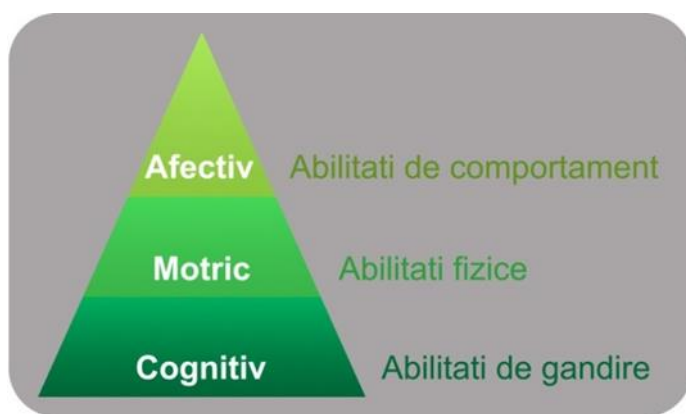 Afectiv Abilitati de comportament
Motric Abilitati fizice
Cognitiv Abilitati de gandire